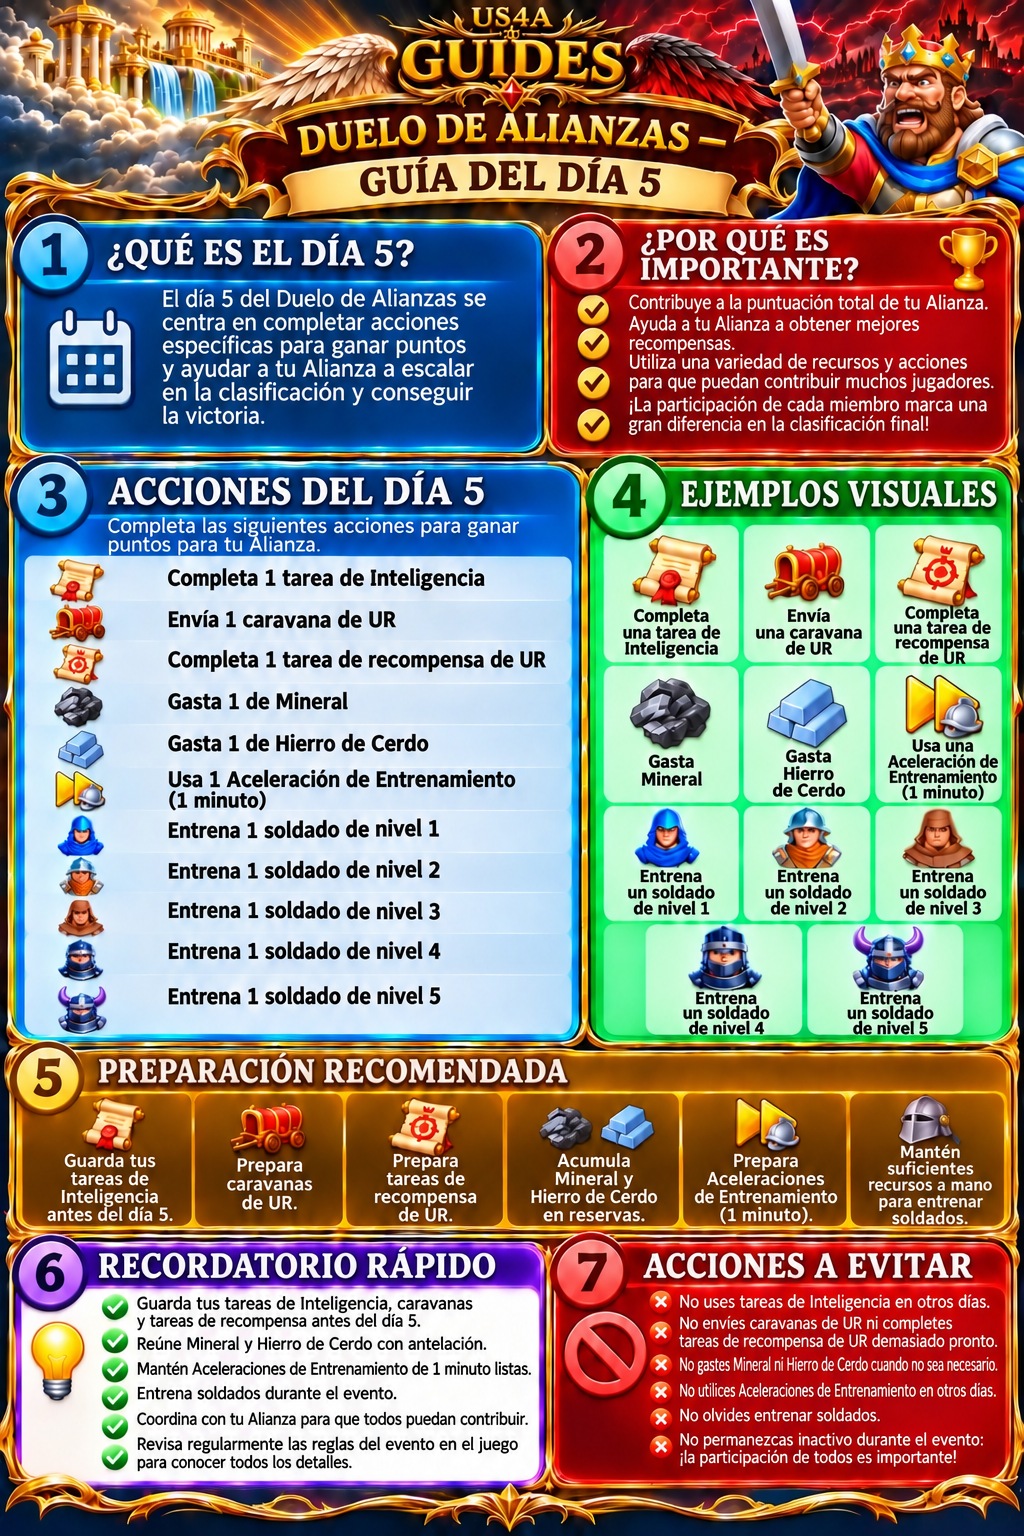 US4A
GUIDES
DUELO DE ALIANZAS –
GUÍA DEL DÍA 5
1
¿QUÉ ES EL DÍA 5?
El día 5 del Duelo de Alianzas se
centra en completar acciones
específicas para ganar puntos
y ayudar a tu Alianza a escalar
en la clasificación y conseguir
la victoria.
2
¿POR QUÉ ES
IMPORTANTE?
Contribuye a la puntuación total de tu Alianza.
Ayuda a tu Alianza a obtener mejores
recompensas.
Utiliza una variedad de recursos y acciones
para que puedan contribuir muchos jugadores.
¡La participación de cada miembro marca una
gran diferencia en la clasificación final!
3
ACCIONES DEL DÍA 5
Completa las siguientes acciones para ganar
puntos para tu Alianza.
Completa 1 tarea de Inteligencia
Envía 1 caravana de UR
Completa 1 tarea de recompensa de UR
Gasta 1 de Mineral
Gasta 1 de Hierro de Cerdo
Usa 1 Aceleración de Entrenamiento
(1 minuto)
Entrena 1 soldado de nivel 1
Entrena 1 soldado de nivel 2
Entrena 1 soldado de nivel 3
Entrena 1 soldado de nivel 4
Entrena 1 soldado de nivel 5
4
EJEMPLOS VISUALES
Completa
una tarea de
Inteligencia
Envía
una caravana
de UR
Completa
una tarea de
recompensa
de UR
Gasta
Mineral
Gasta
Hierro
de Cerdo
Usa una
Aceleración de
Entrenamiento
(1 minuto)
Entrena
un soldado
de nivel 1
Entrena
un soldado
de nivel 2
Entrena
un soldado
de nivel 3
Entrena
un soldado
de nivel 4
Entrena
un soldado
de nivel 5
5
PREPARACIÓN RECOMENDADA
Guarda tus
tareas de
Inteligencia
antes del día 5.
Prepara
caravanas
de UR.
Prepara
tareas de
recompensa
de UR.
Acumula
Mineral y
Hierro de Cerdo
en reservas.
Prepara
Aceleraciones
de Entrenamiento
(1 minuto).
Mantén
suficientes
recursos a mano
para entrenar
soldados.
6
RECORDATORIO RÁPIDO
Guarda tus tareas de Inteligencia, caravanas
y tareas de recompensa antes del día 5.
Reúne Mineral y Hierro de Cerdo con antelación.
Mantén Aceleraciones de Entrenamiento de 1 minuto listas.
Entrena soldados durante el evento.
Coordina con tu Alianza para que todos puedan contribuir.
Revisa regularmente las reglas del evento en el juego
para conocer todos los detalles.
7
ACCIONES A EVITAR
No uses tareas de Inteligencia en otros días.
No envíes caravanas de UR ni completes
tareas de recompensa de UR demasiado pronto.
No gastes Mineral ni Hierro de Cerdo cuando no sea necesario.
No utilices Aceleraciones de Entrenamiento en otros días.
No olvides entrenar soldados.
No permanezcas inactivo durante el evento:
¡la participación de todos es importante!